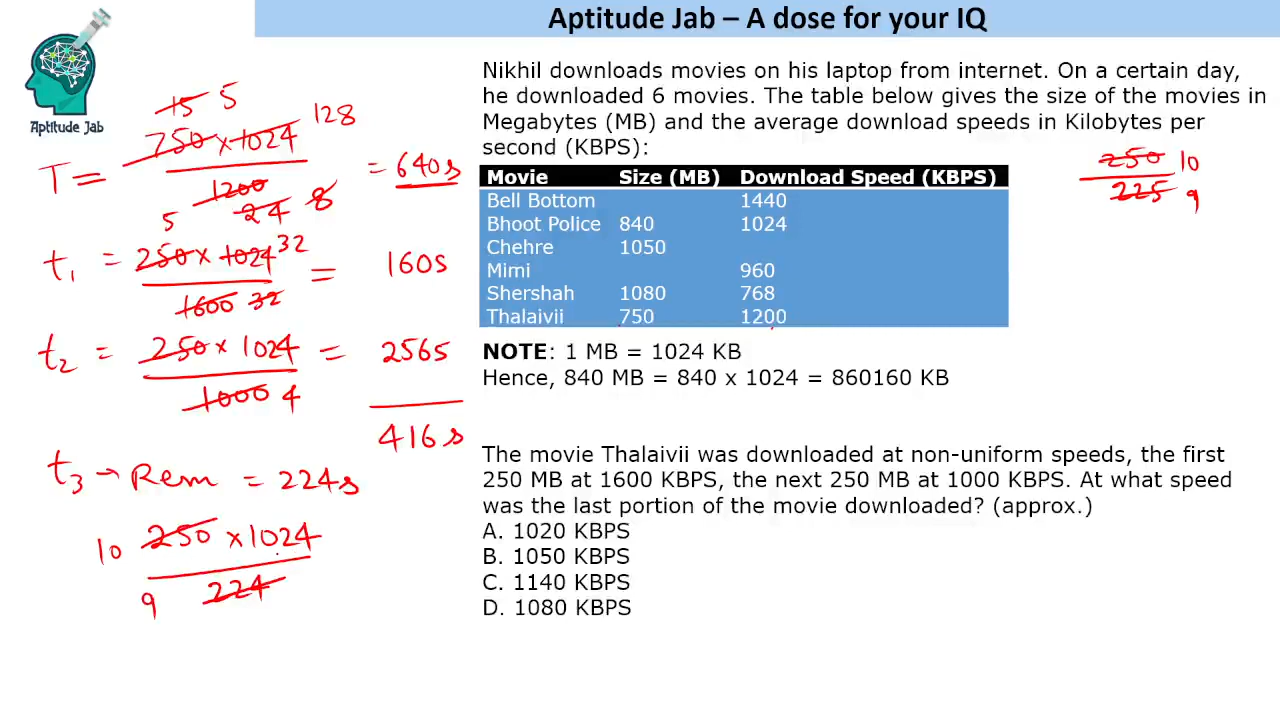 Aptitude Jab – A dose for your IQ
Aptitude Jab
Nikhil downloads movies on his laptop from internet. On a certain day,
he downloaded 6 movies. The table below gives the size of the movies in
Megabytes (MB) and the average download speeds in Kilobytes per
second (KBPS):
Movie Size (MB) Download Speed (KBPS)
Bell Bottom 1440
Bhoot Police 840 1024
Chehre 1050
Mimi 960
Shershah 1080 768
Thalaivii 750 1200
NOTE: 1 MB = 1024 KB
Hence, 840 MB = 840 x 1024 = 860160 KB
The movie Thalaivii was downloaded at non-uniform speeds, the first
250 MB at 1600 KBPS, the next 250 MB at 1000 KBPS. At what speed
was the last portion of the movie downloaded? (approx.)
A. 1020 KBPS
B. 1050 KBPS
C. 1140 KBPS
D. 1080 KBPS
15 5
750 x 1024 128
T = = 640s
1200
5 24 8
t1 = 250 x 1024 32 = 160s
1600 32
t2 = 250 x 1024 = 256s
1000 4
416s
t3 → Rem = 224s
10 250 x 1024
9 224
250 10
225 9